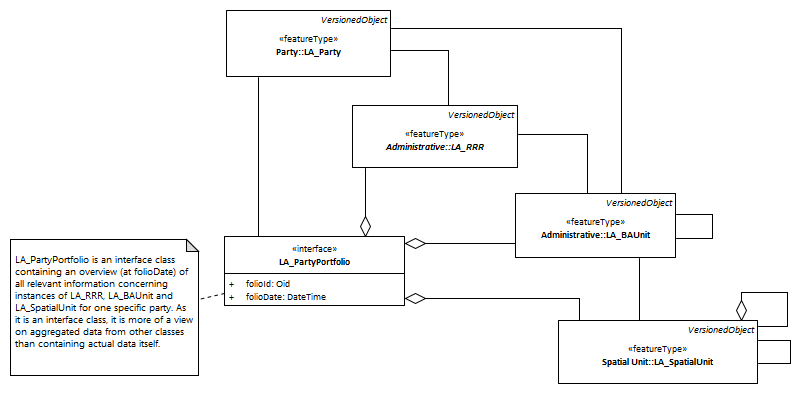 VersionedObject
«featureType»
Party::LA_Party
VersionedObject
«featureType»
Administrative::LA_RRR
VersionedObject
«featureType»
Administrative::LA_BAUnit
«interface»
LA_PartyPortfolio
+ folioId: Oid
+ folioDate: DateTime
LA_PartyPortfolio is an interface class
containing an overview (at folioDate) of
all relevant information concerning
instances of LA_RRR, LA_BAUnit and
LA_SpatialUnit for one specific party. As
it is an interface class, it is more of a view
on aggregated data from other classes
than containing actual data itself.
VersionedObject
«featureType»
Spatial Unit::LA_SpatialUnit